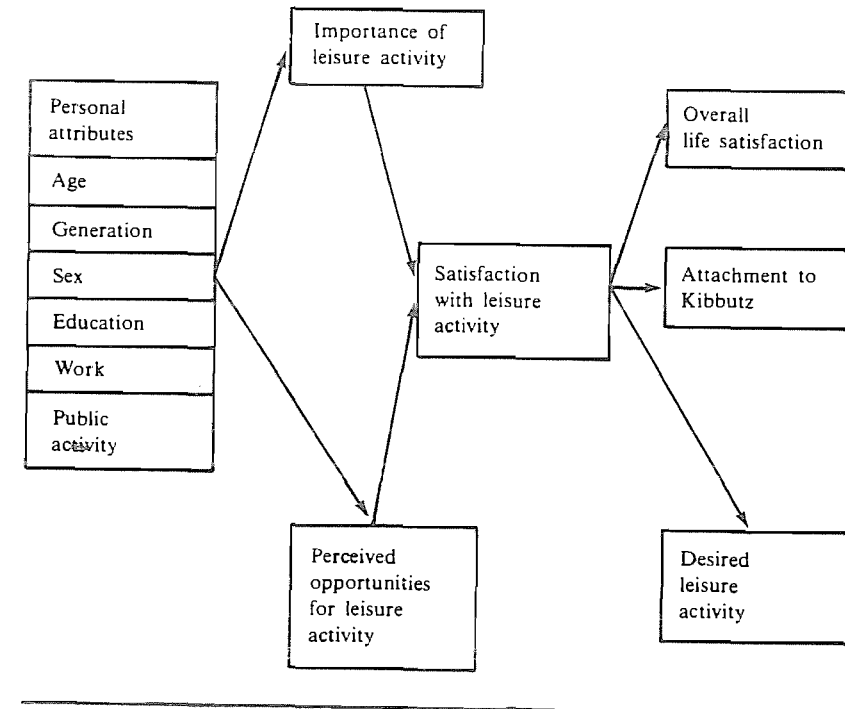 Importance of
leisure activity
Personal
attributes
Age
Generation
Sex
Education
Work
Public
activity
Satisfaction
with leisure
activity
Perceived
opportunities
for leisure
activity
Overall
life satisfaction
Attachment to
Kibbutz
Desired
leisure
activity